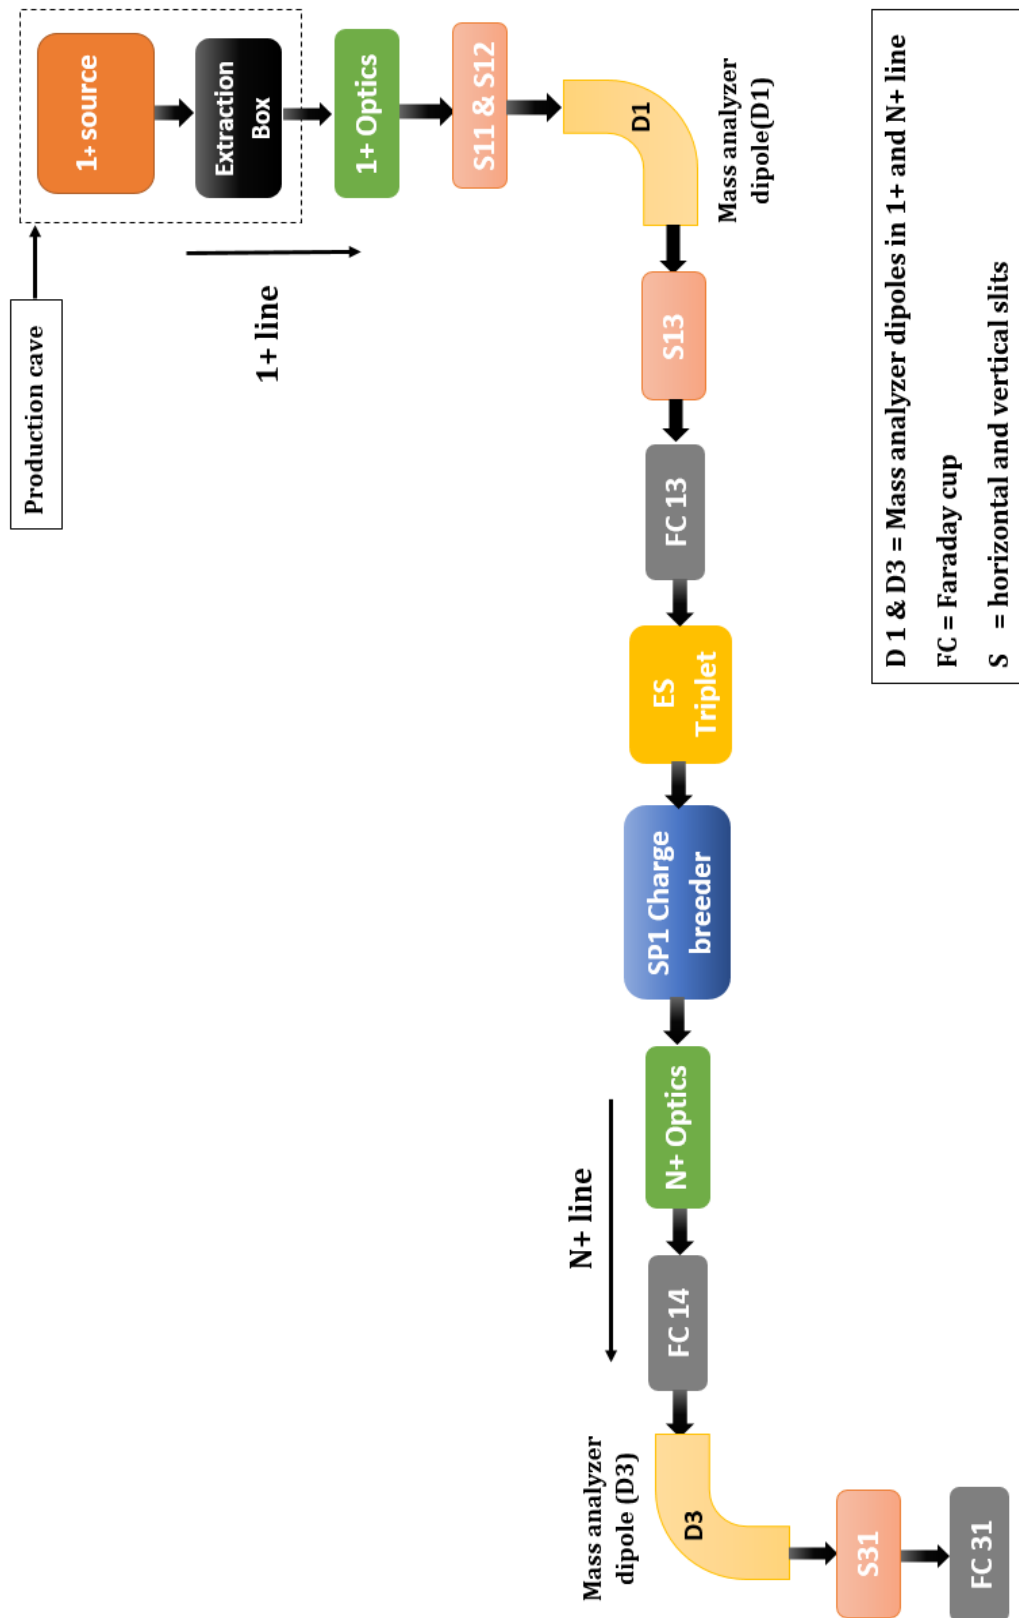 Production cave
1+ source
Extraction
Box
1+ line
1+ Optics
S11 & S12
D1
Mass analyzer
dipole(D1)
S13
FC 13
ES
Triplet
SP1 Charge
breeder
N+ Optics
N+ line
FC 14
Mass analyzer
dipole (D3)
D3
S31
FC 31
D 1 & D3 = Mass analyzer dipoles in 1+ and N+ line
FC = Faraday cup
S = horizontal and vertical slits